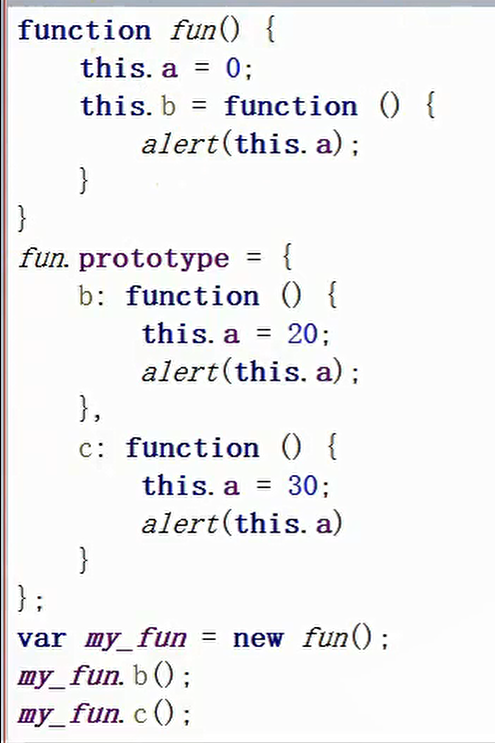 function fun() {
    this.a = 0;
    this.b = function () {
        alert(this.a);
    }
}
fun.prototype = {
    b: function () {
        this.a = 20;
        alert(this.a);
    },
    c: function () {
        this.a = 30;
        alert(this.a)
    }
};
var my_fun = new fun();
my_fun.b();
my_fun.c();